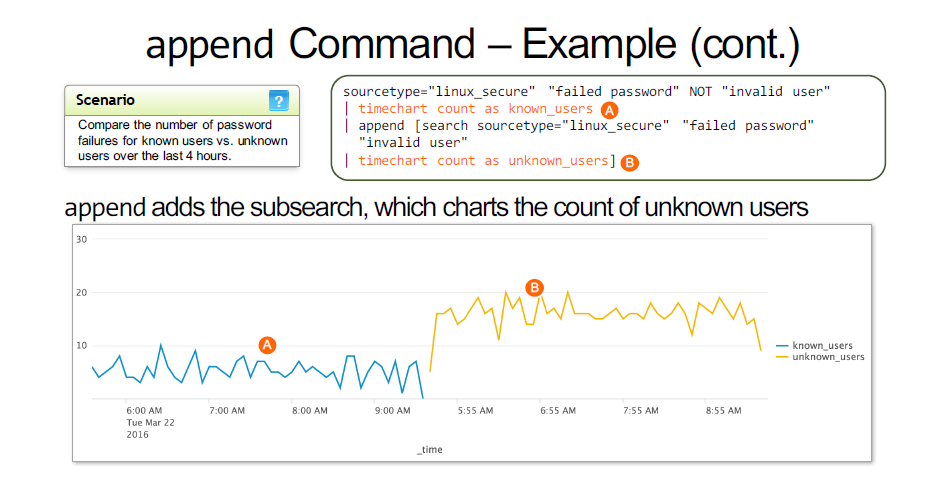 append Command – Example (cont.)
Scenario
?
Compare the number of password
failures for known users vs. unknown
users over the last 4 hours.
sourcetype="linux_secure" "failed password" NOT "invalid user"
| timechart count as known_users A
| append [search sourcetype="linux_secure" "failed password"
"invalid user"
| timechart count as unknown_users] B
append adds the subsearch, which charts the count of unknown users
30
20
10
A
B
known_users
unknown_users
6:00 AM
Tue Mar 22
2016
7:00 AM
8:00 AM
9:00 AM
5:55 AM
6:55 AM
7:55 AM
8:55 AM
_time